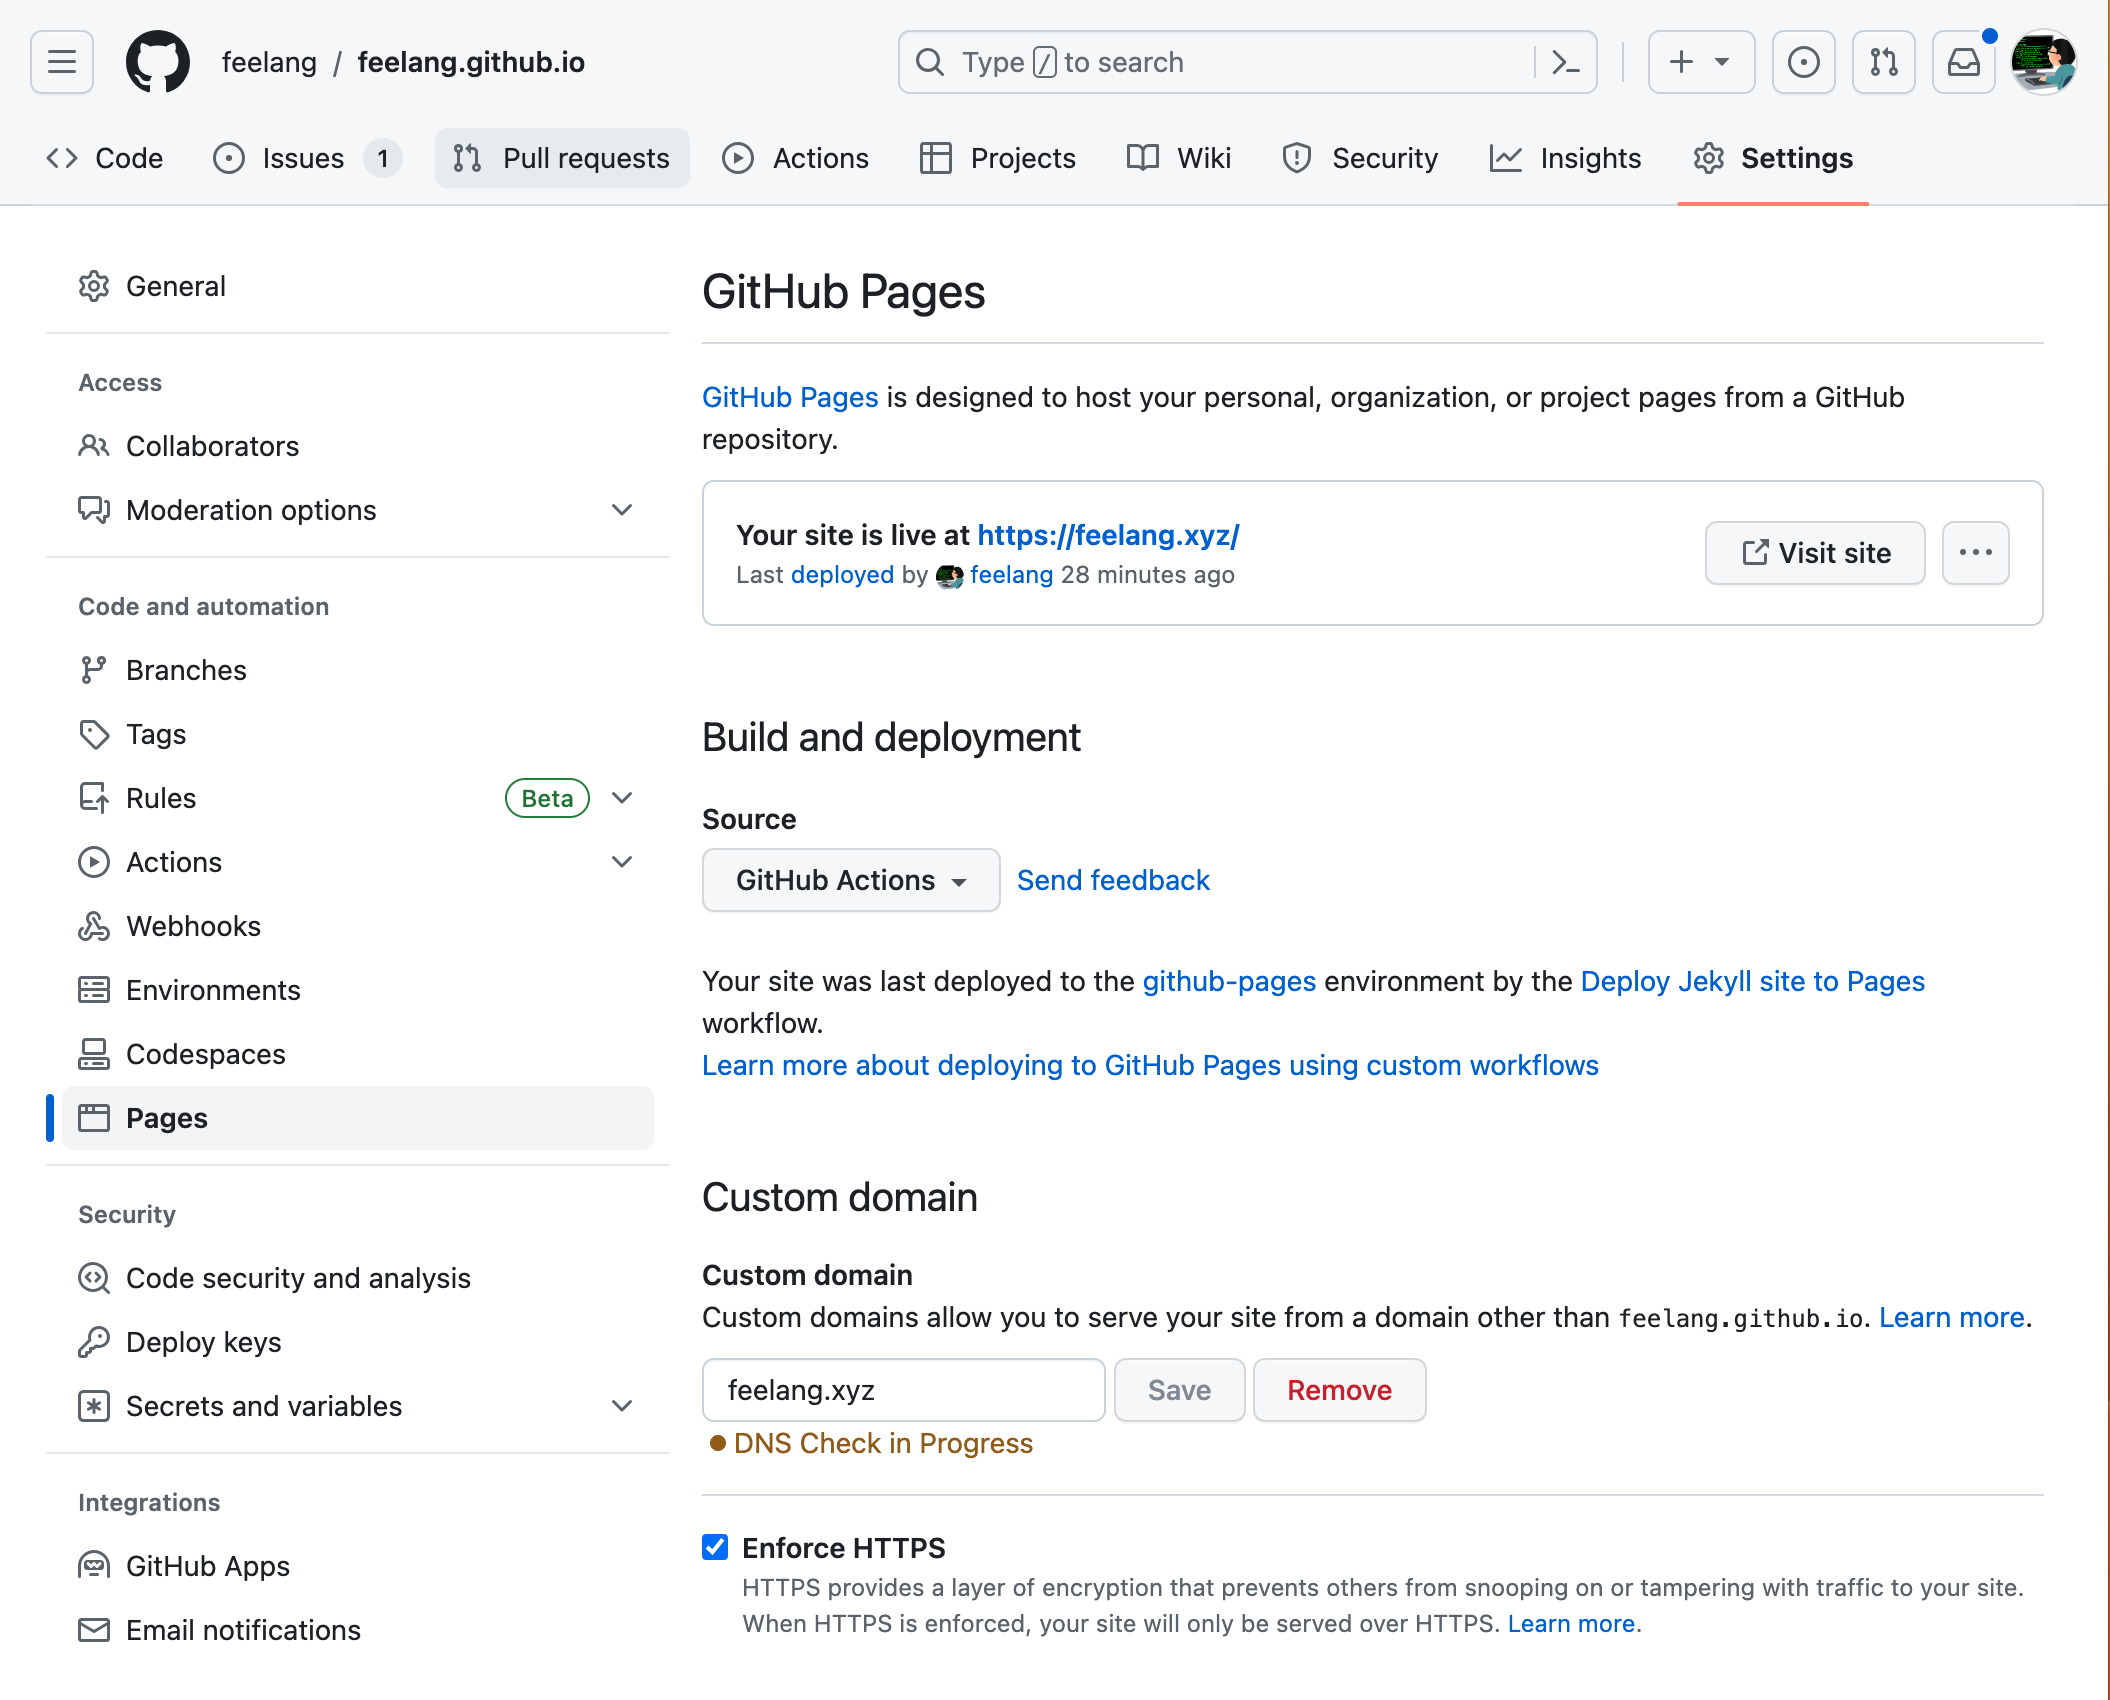 feelang / feelang.github.io
Type / to search
Code
Issues 1
Pull requests
Actions
Projects
Wiki
Security
Insights
Settings
General
Access
Collaborators
Moderation options
Code and automation
Branches
Tags
Rules Beta
Actions
Webhooks
Environments
Codespaces
Pages
Security
Code security and analysis
Deploy keys
Secrets and variables
Integrations
GitHub Apps
Email notifications
GitHub Pages
GitHub Pages is designed to host your personal, organization, or project pages from a GitHub
repository.
Your site is live at https://feelang.xyz/
Last deployed by feelang 28 minutes ago
Visit site
Build and deployment
Source
GitHub Actions
Send feedback
Your site was last deployed to the github-pages environment by the Deploy Jekyll site to Pages
workflow.
Learn more about deploying to GitHub Pages using custom workflows
Custom domain
Custom domain
Custom domains allow you to serve your site from a domain other than feelang.github.io. Learn more.
feelang.xyz
Save
Remove
DNS Check in Progress
Enforce HTTPS
HTTPS provides a layer of encryption that prevents others from snooping on or tampering with traffic to your site.
When HTTPS is enforced, your site will only be served over HTTPS. Learn more.